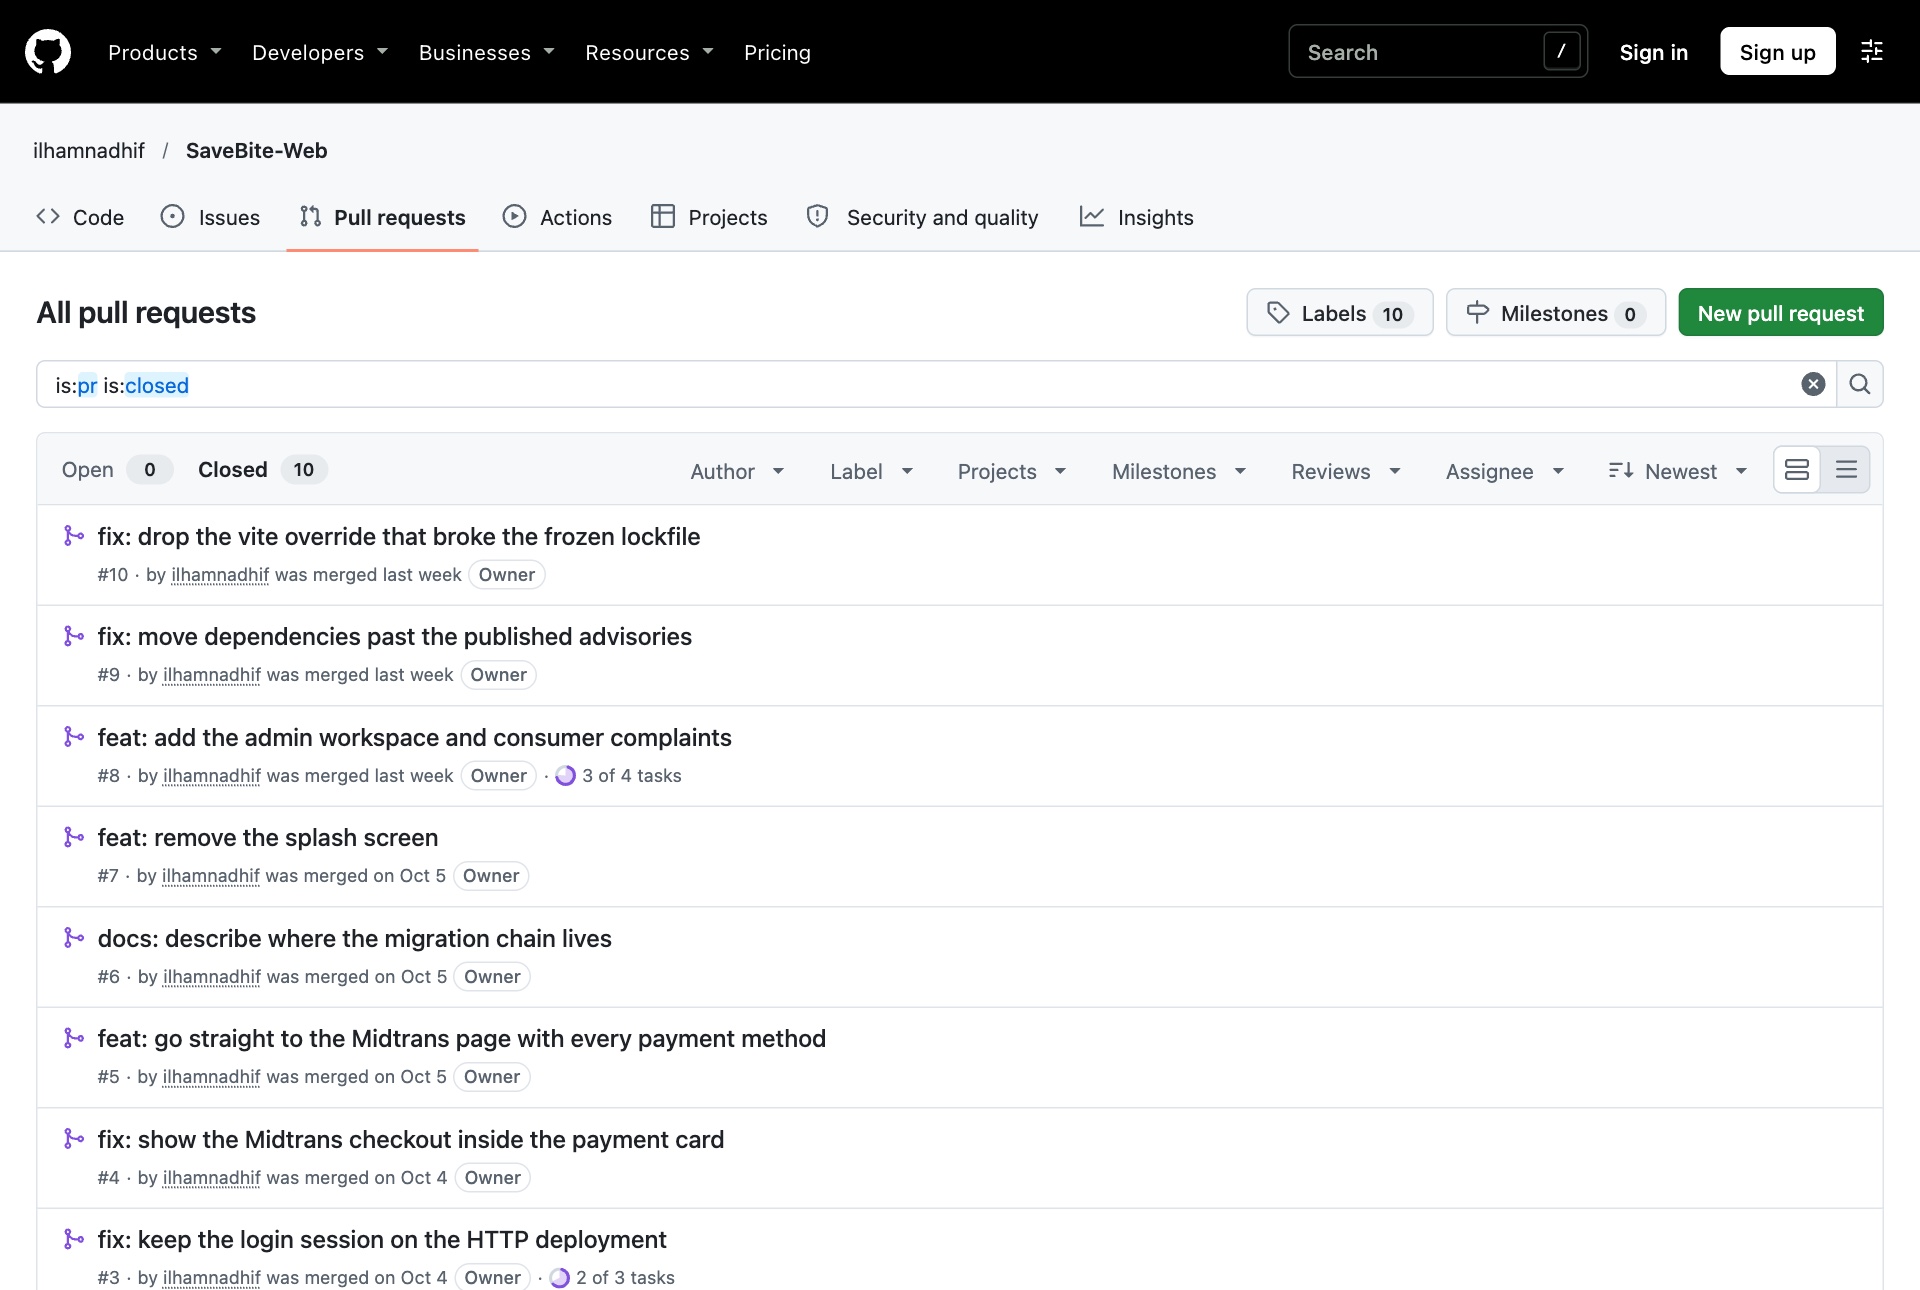 Products Developers Businesses Resources Pricing Search / Sign in Sign up
ilhamnadhif / SaveBite-Web
Code Issues Pull requests Actions Projects Security and quality Insights
All pull requests Labels 10 Milestones 0 New pull request
is:pr is:closed
Open 0 Closed 10 Author Label Projects Milestones Reviews Assignee Newest
fix: drop the vite override that broke the frozen lockfile
#10 · by ilhamnadhif was merged last week Owner
fix: move dependencies past the published advisories
#9 · by ilhamnadhif was merged last week Owner
feat: add the admin workspace and consumer complaints
#8 · by ilhamnadhif was merged last week Owner · 3 of 4 tasks
feat: remove the splash screen
#7 · by ilhamnadhif was merged on Oct 5 Owner
docs: describe where the migration chain lives
#6 · by ilhamnadhif was merged on Oct 5 Owner
feat: go straight to the Midtrans page with every payment method
#5 · by ilhamnadhif was merged on Oct 5 Owner
fix: show the Midtrans checkout inside the payment card
#4 · by ilhamnadhif was merged on Oct 4 Owner
fix: keep the login session on the HTTP deployment
#3 · by ilhamnadhif was merged on Oct 4 Owner · 2 of 3 tasks